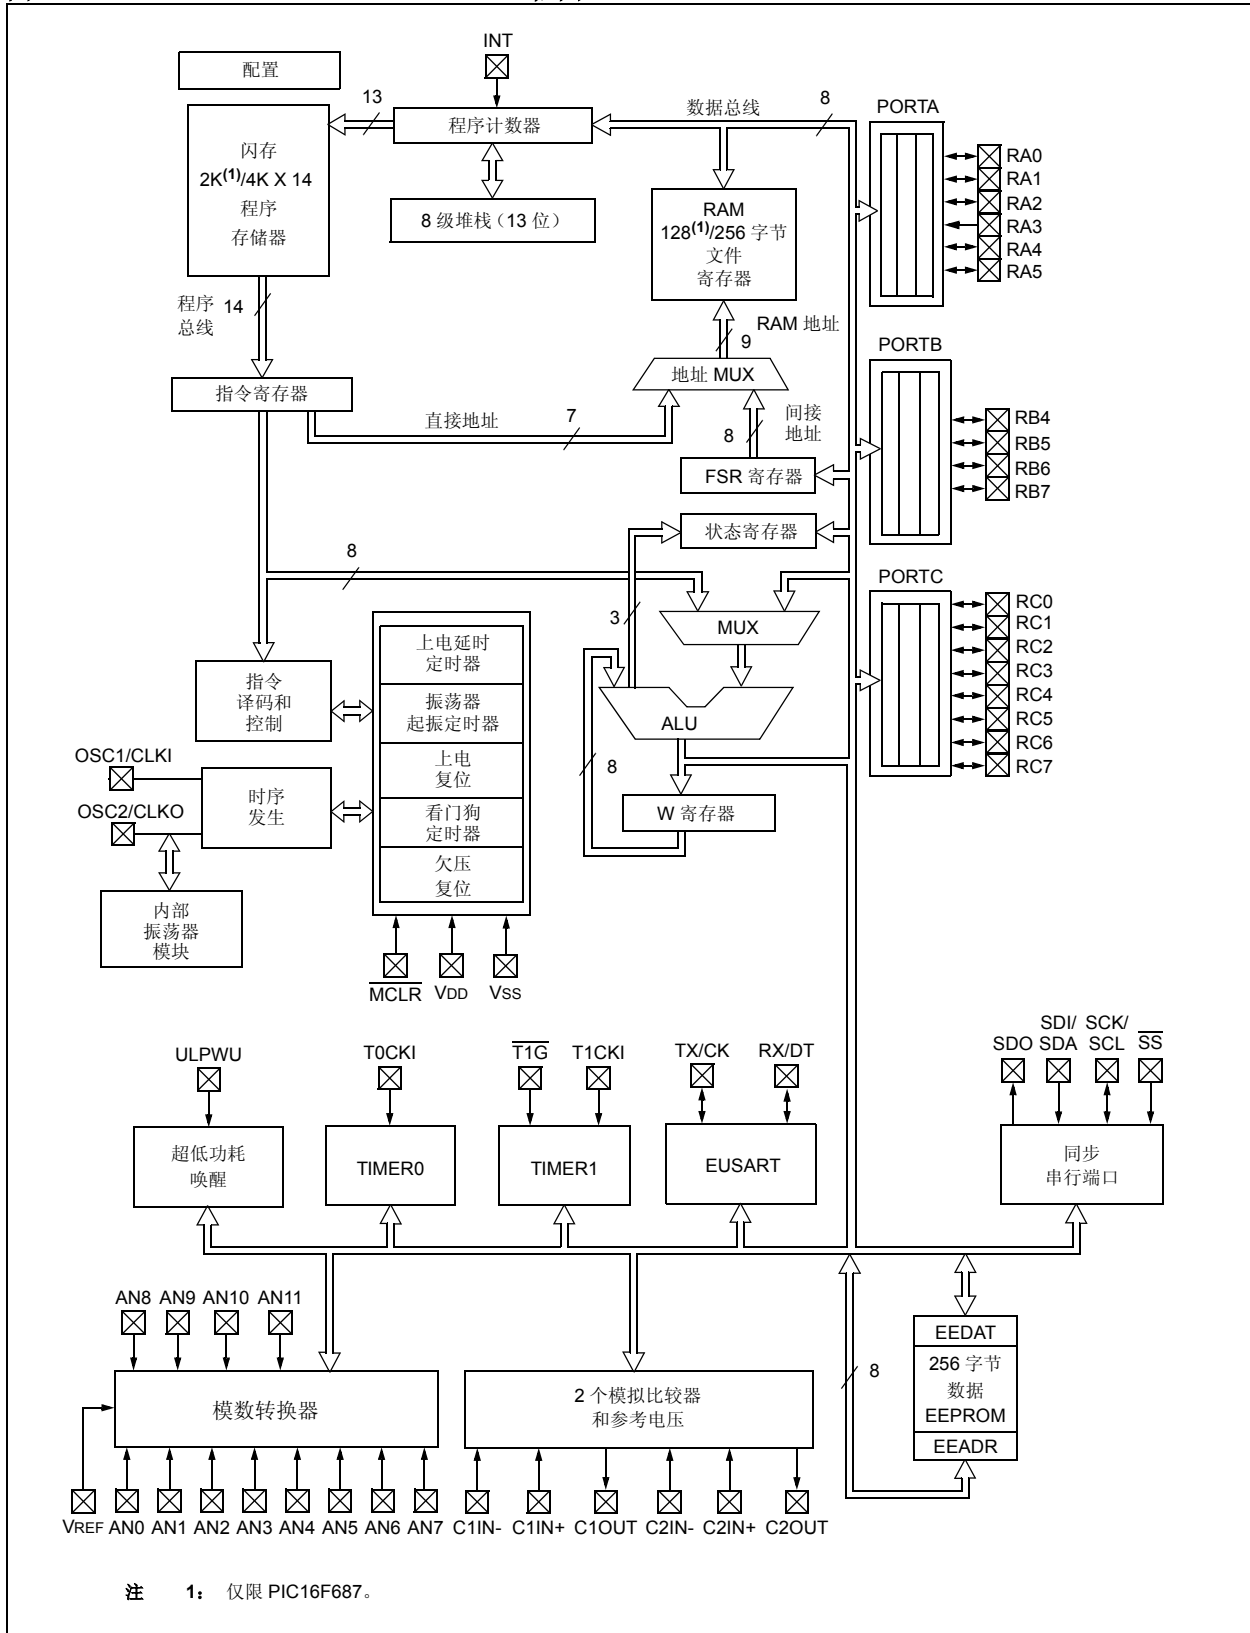 INT
配置
13
程序计数器
数据总线
8
PORTA
闪存
2K(1)/4K X 14
程序
存储器
8 级堆栈（13 位）
RAM
128(1)/256 字节
文件
寄存器
RA0
RA1
RA2
RA3
RA4
RA5
程序
总线
14
RAM 地址
9
PORTB
地址 MUX
指令寄存器
直接地址
7
间接
地址
8
FSR 寄存器
RB4
RB5
RB6
RB7
状态寄存器
8
PORTC
3
MUX
RC0
RC1
RC2
RC3
RC4
RC5
RC6
RC7
上电延时
定时器
指令
译码和
控制
振荡器
起振定时器
ALU
上电
复位
8
OSC1/CLKI
OSC2/CLKO
时序
发生
看门狗
定时器
W 寄存器
欠压
复位
内部
振荡器
模块
MCLR
VDD
VSS
ULPWU
T0CKI
T1G
T1CKI
TX/CK
RX/DT
SDO
SDI/
SDA
SCK/
SCL
SS
超低功耗
唤醒
TIMER0
TIMER1
EUSART
同步
串行端口
AN8
AN9
AN10
AN11
EEDAT
256 字节
数据
EEPROM
EEADR
8
模数转换器
2 个模拟比较器
和参考电压
VREF
AN0
AN1
AN2
AN3
AN4
AN5
AN6
AN7
C1IN-
C1IN+
C1OUT
C2IN-
C2IN+
C2OUT
注 1： 仅限 PIC16F687。